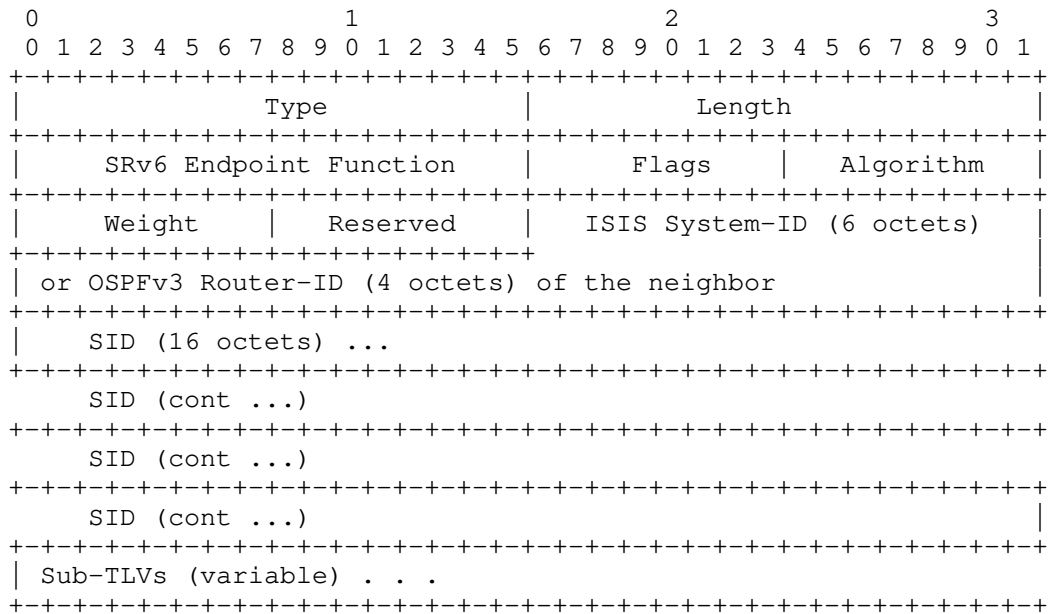 0                   1                   2                   3
 0 1 2 3 4 5 6 7 8 9 0 1 2 3 4 5 6 7 8 9 0 1 2 3 4 5 6 7 8 9 0 1
+-+-+-+-+-+-+-+-+-+-+-+-+-+-+-+-+-+-+-+-+-+-+-+-+-+-+-+-+-+-+-+-+
|               Type            |          Length               |
+-+-+-+-+-+-+-+-+-+-+-+-+-+-+-+-+-+-+-+-+-+-+-+-+-+-+-+-+-+-+-+-+
|     SRv6 Endpoint Function    |      Flags    |   Algorithm   |
+-+-+-+-+-+-+-+-+-+-+-+-+-+-+-+-+-+-+-+-+-+-+-+-+-+-+-+-+-+-+-+-+
|     Weight    |   Reserved    |   ISIS System-ID (6 octets)   |
+-+-+-+-+-+-+-+-+-+-+-+-+-+-+-+-+                               |
| or OSPFv3 Router-ID (4 octets) of the neighbor                |
+-+-+-+-+-+-+-+-+-+-+-+-+-+-+-+-+-+-+-+-+-+-+-+-+-+-+-+-+-+-+-+-+
|    SID (16 octets) ...
+-+-+-+-+-+-+-+-+-+-+-+-+-+-+-+-+-+-+-+-+-+-+-+-+-+-+-+-+-+-+-+-+
     SID (cont ...)
+-+-+-+-+-+-+-+-+-+-+-+-+-+-+-+-+-+-+-+-+-+-+-+-+-+-+-+-+-+-+-+-+
     SID (cont ...)
+-+-+-+-+-+-+-+-+-+-+-+-+-+-+-+-+-+-+-+-+-+-+-+-+-+-+-+-+-+-+-+-+
     SID (cont ...)                                             |
+-+-+-+-+-+-+-+-+-+-+-+-+-+-+-+-+-+-+-+-+-+-+-+-+-+-+-+-+-+-+-+-+
| Sub-TLVs (variable) . . .
+-+-+-+-+-+-+-+-+-+-+-+-+-+-+-+-+-+-+-+-+-+-+-+-+-+-+-+-+-+-+-+-+